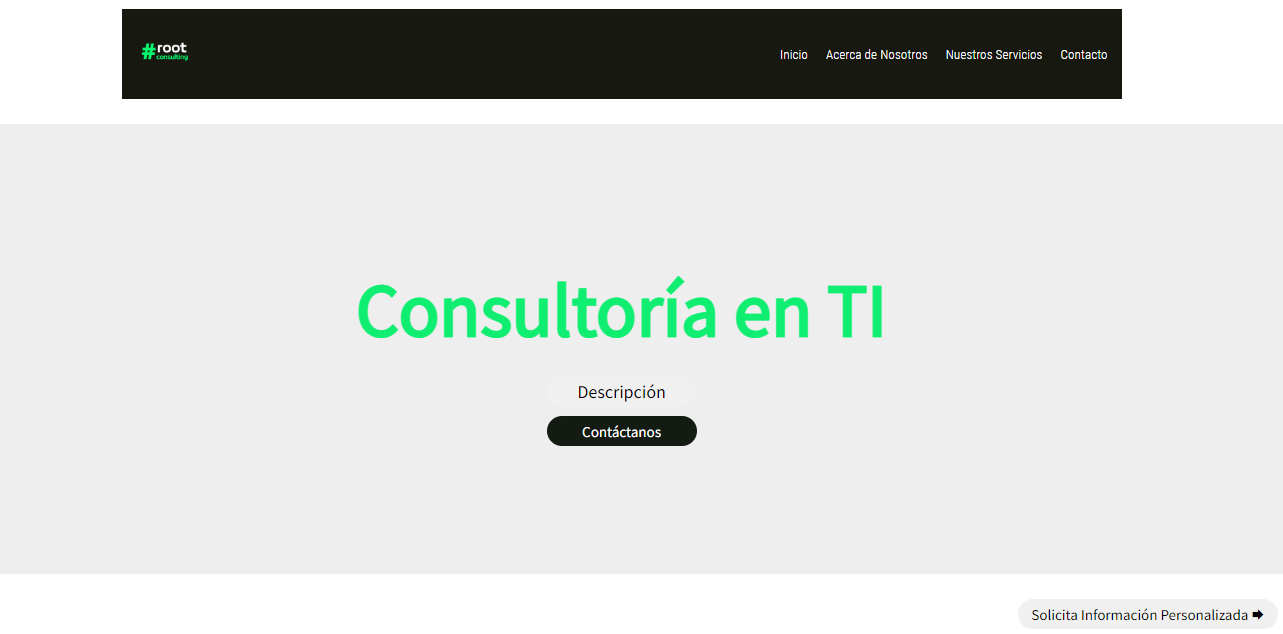 #root
consulting
Inicio Acerca de Nosotros Nuestros Servicios Contacto
Consultoría en TI
Descripción
Contáctanos
Solicita Información Personalizada ➡